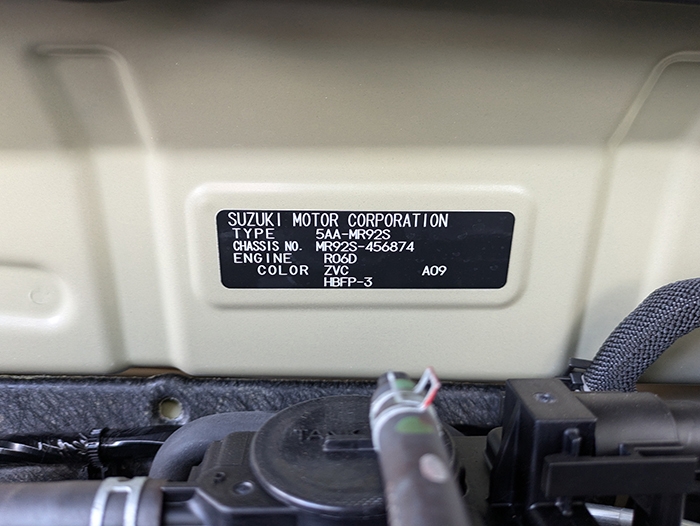 SUZUKI MOTOR CORPORATION
TYPE 5AA-MR92S
CHASSIS NO. MR92S-456874
ENGINE R06D
COLOR ZVC A09
HBFP-3